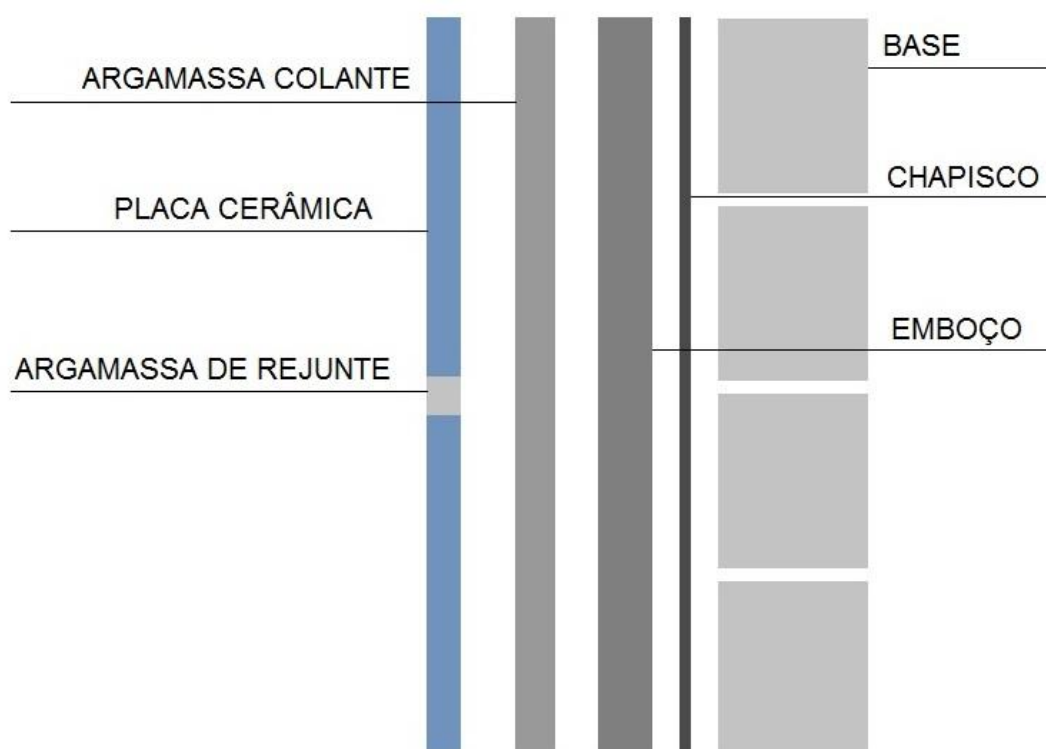 ARGAMASSA COLANTE
PLACA CERÂMICA
ARGAMASSA DE REJUNTE
BASE
CHAPISCO
EMBOÇO